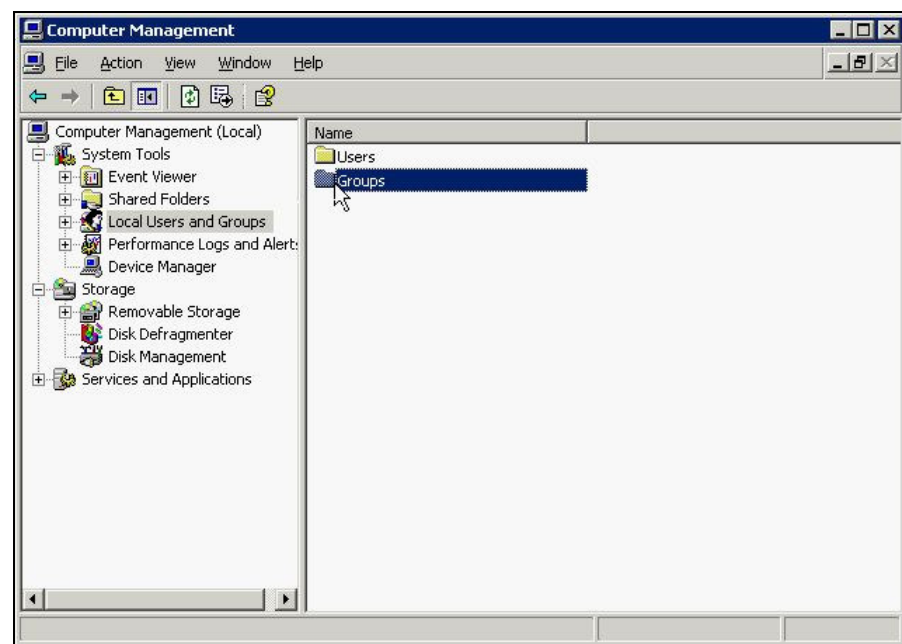 Computer Management
File Action View Window Help
Computer Management (Local)
System Tools
Event Viewer
Shared Folders
Local Users and Groups
Performance Logs and Alert
Device Manager
Storage
Removable Storage
Disk Defragmenter
Disk Management
Services and Applications
Name
Users
Groups